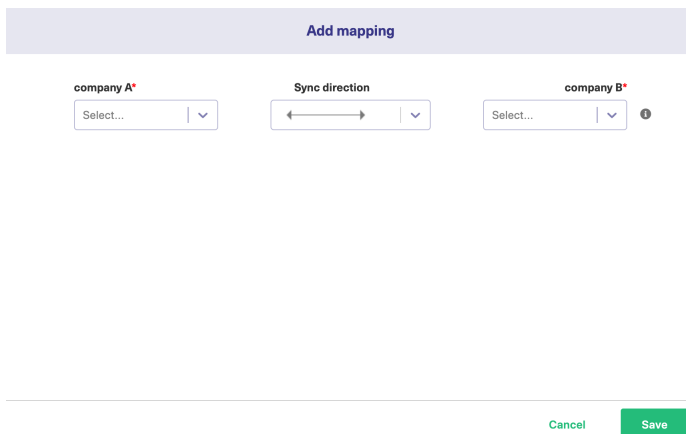 Add mapping
company A* Sync direction company B*
Select... Select...
Cancel Save